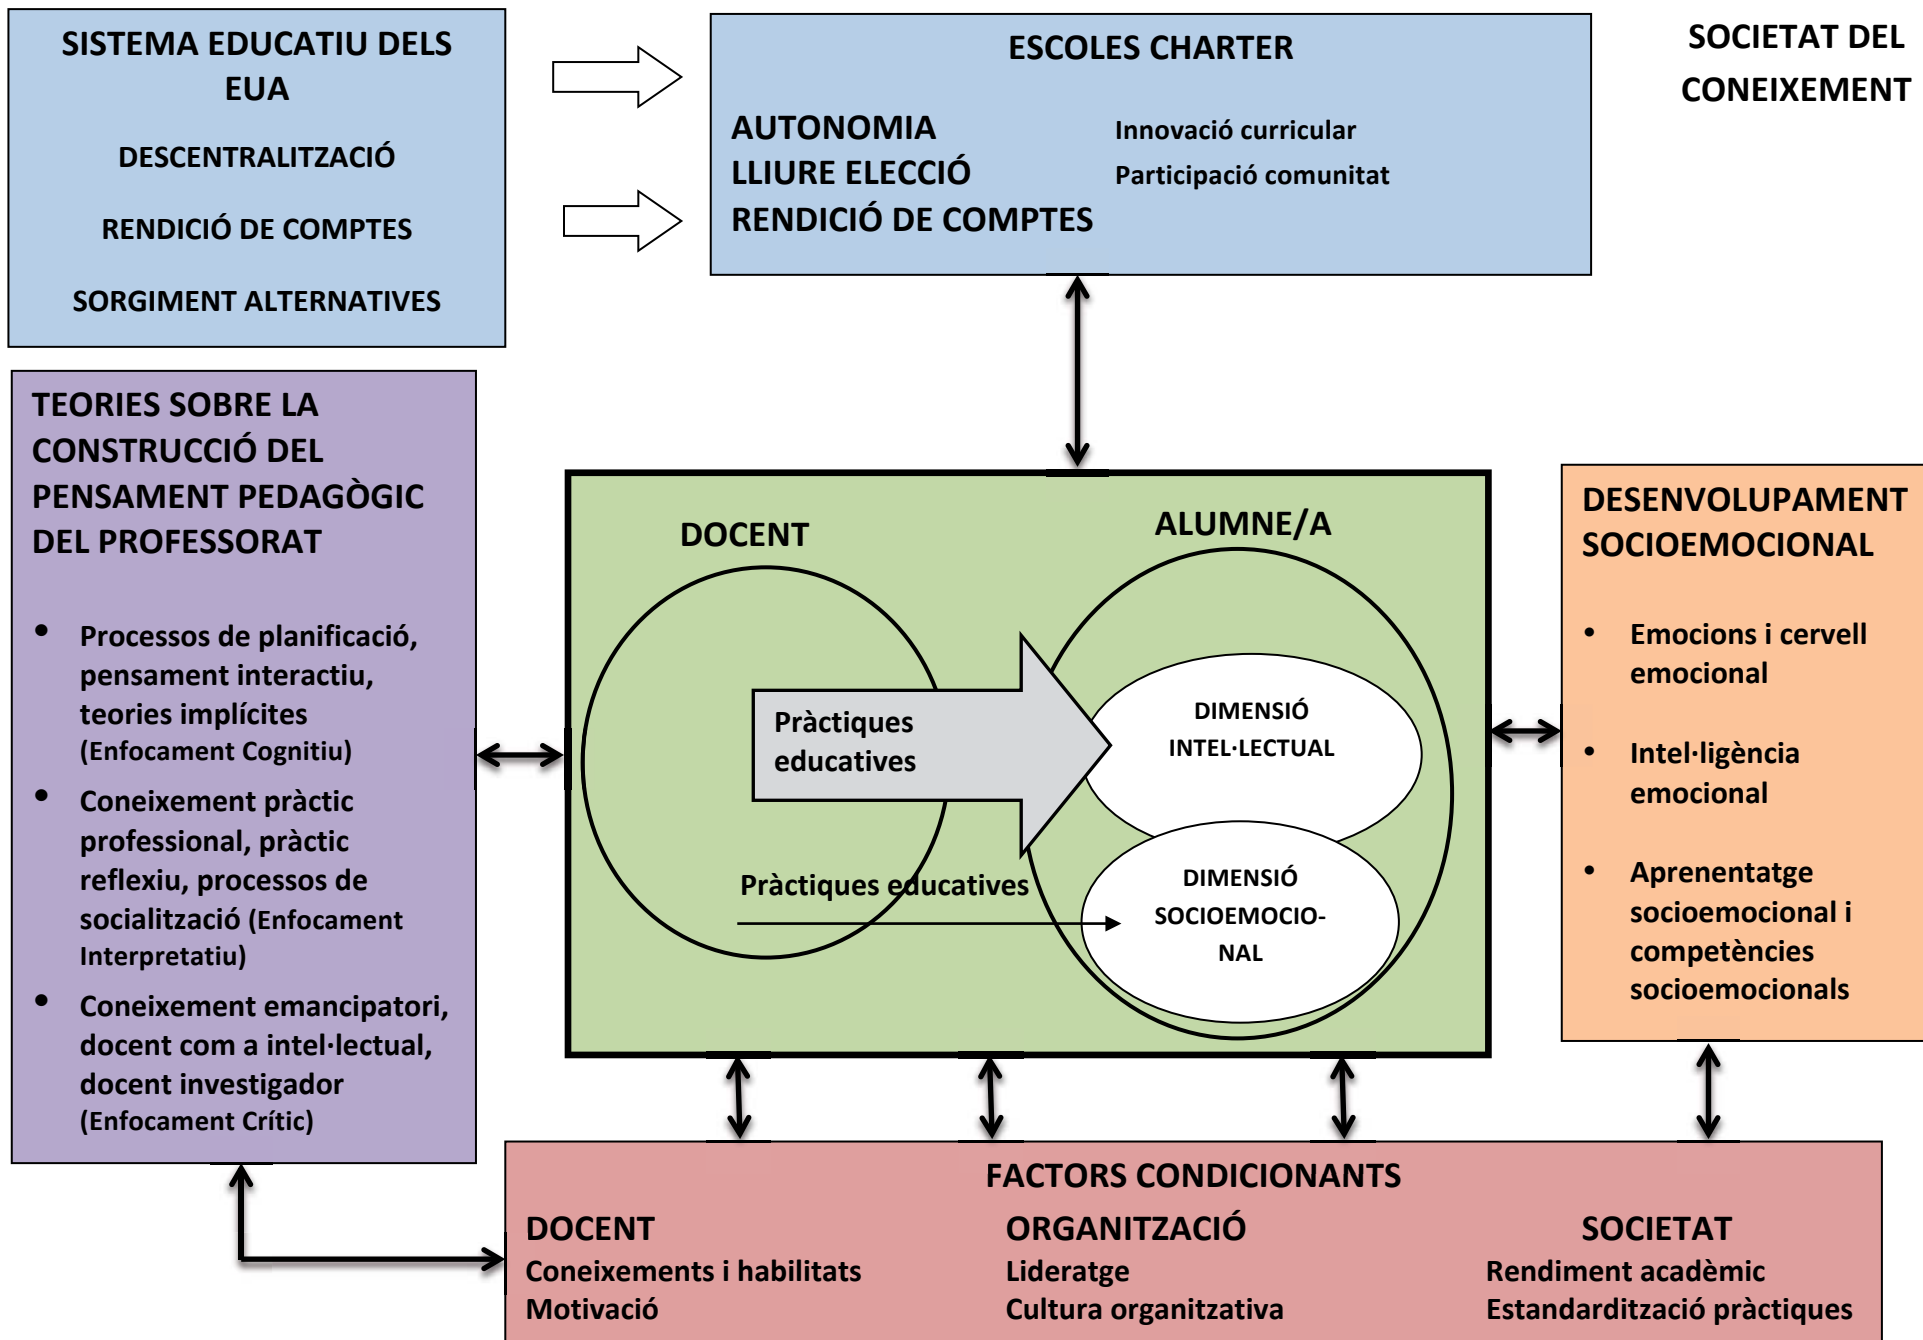 SISTEMA EDUCATIU DELS
EUA
DESCENTRALITZACIÓ
RENDICIÓ DE COMPTES
SORGIMENT ALTERNATIVES
ESCOLES CHARTER
AUTONOMIA
LLIURE ELECCIÓ
RENDICIÓ DE COMPTES
Innovació curricular
Participació comunitat
SOCIETAT DEL
CONEIXEMENT
TEORIES SOBRE LA
CONSTRUCCIÓ DEL
PENSAMENT PEDAGÒGIC
DEL PROFESSORAT
• Processos de planificació,
pensament interactiu,
teories implícites
(Enfocament Cognitiu)
• Coneixement pràctic
professional, pràctic
reflexiu, processos de
socialització (Enfocament
Interpretatiu)
• Coneixement emancipatori,
docent com a intel·lectual,
docent investigador
(Enfocament Crític)
DOCENT
ALUMNE/A
Pràctiques
educatives
DIMENSIÓ
INTEL·LECTUAL
Pràctiques educatives
DIMENSIÓ
SOCIOEMOCIO-
NAL
DESENVOLUPAMENT
SOCIOEMOCIONAL
• Emocions i cervell
emocional
• Intel·ligència
emocional
• Aprenentatge
socioemocional i
competències
socioemocionals
FACTORS CONDICIONANTS
DOCENT
Coneixements i habilitats
Motivació
ORGANITZACIÓ
Lideratge
Cultura organitzativa
SOCIETAT
Rendiment acadèmic
Estandardització pràctiques